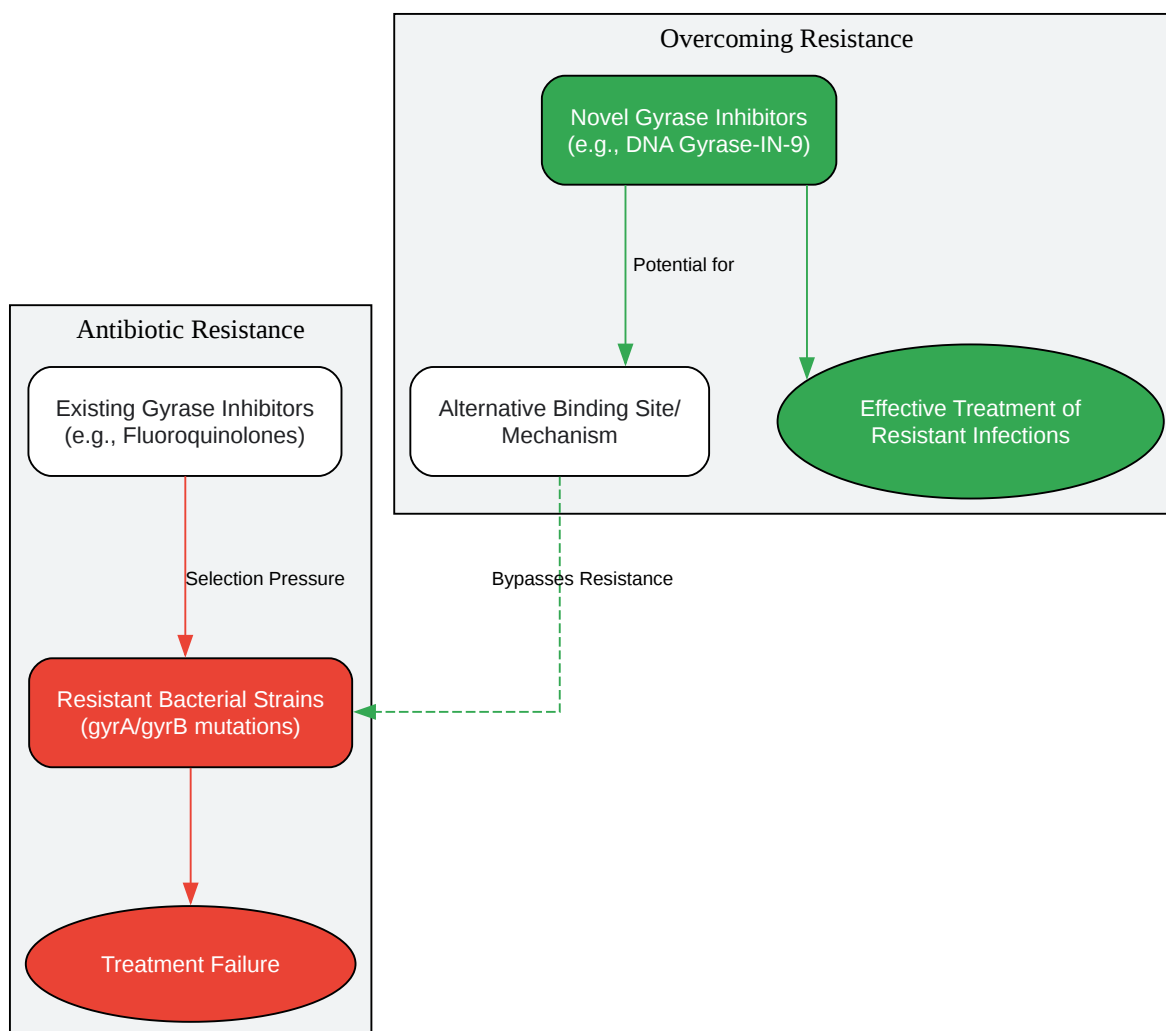 Overcoming Resistance
Novel Gyrase Inhibitors
(e.g., DNA Gyrase-IN-9)
Potential for
Alternative Binding Site/
Mechanism
Effective Treatment of
Resistant Infections
Bypasses Resistance
Antibiotic Resistance
Existing Gyrase Inhibitors
(e.g., Fluoroquinolones)
Selection Pressure
Resistant Bacterial Strains
(gyrA/gyrB mutations)
Treatment Failure